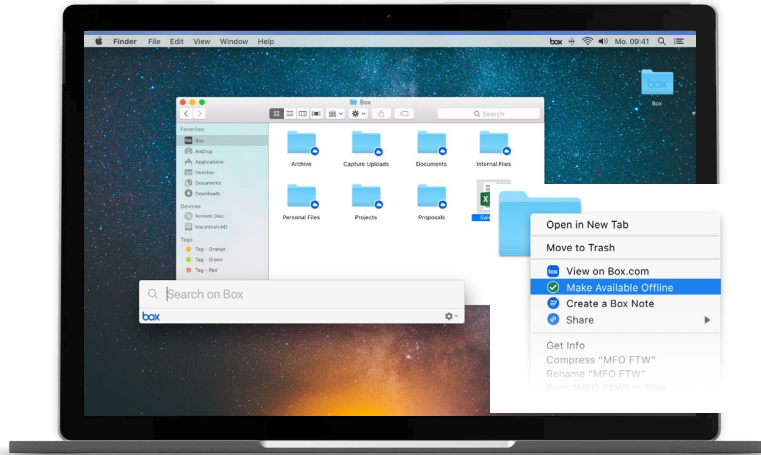 Finder File Edit View Window Help
box Mo. 09:41
box
Box
Box
Search
Favorites
Box
AirDrop
Applications
Desktop
Documents
Downloads
Devices
Remote Disc
Macintosh HD
Tags
Tag - Orange
Tag - Green
Tag - Red
Archive Capture Uploads Documents Internal Files
Personal Files Projects Proposals
Search on Box
box
Open in New Tab
Move to Trash
box View on Box.com
Make Available Offline
Create a Box Note
Share
Get Info
Compress "MFO FTW"
Rename "MFO FTW"